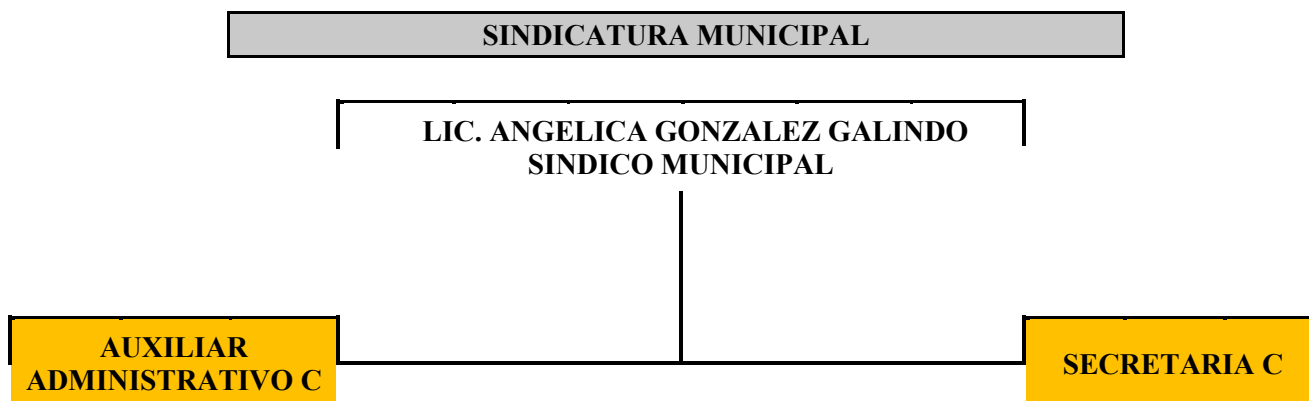 SINDICATURA MUNICIPAL
LIC. ANGELICA GONZALEZ GALINDO
SINDICO MUNICIPAL
AUXILIAR
ADMINISTRATIVO C
SECRETARIA C